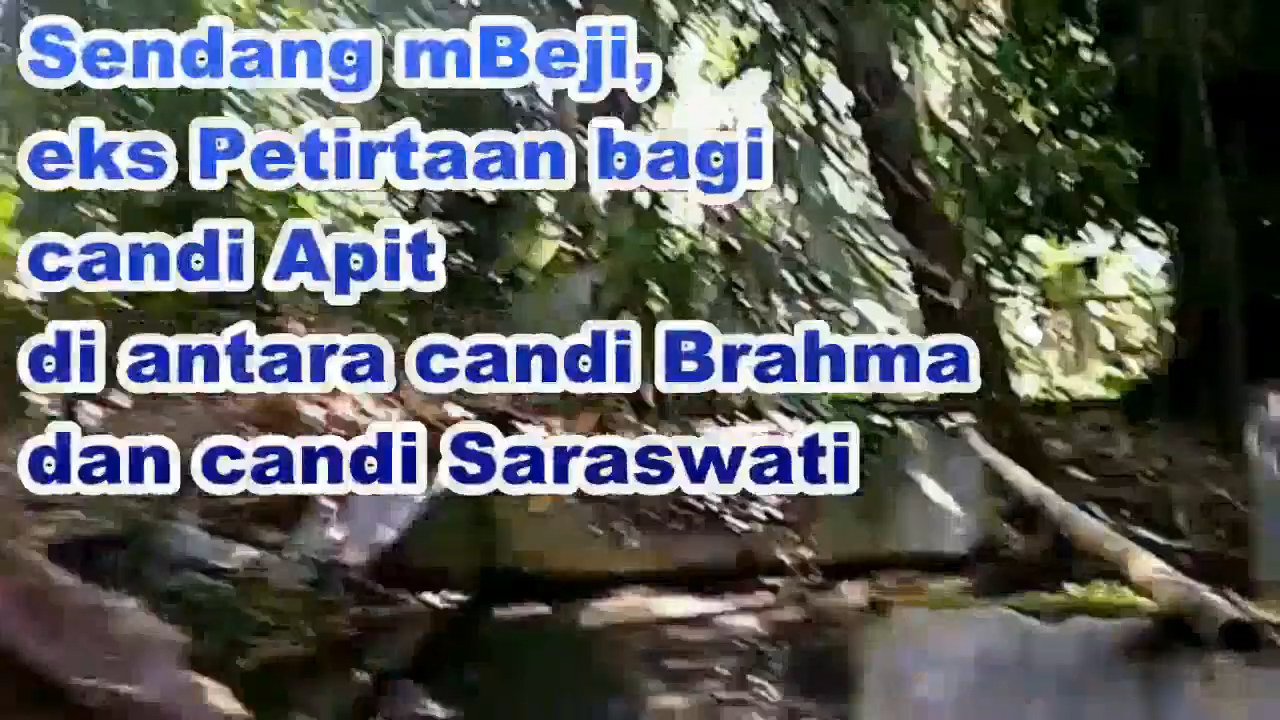 Sendang mBeji,
eks Petirtaan bagi
candi Apit
di antara candi Brahma
dan candi Saraswati